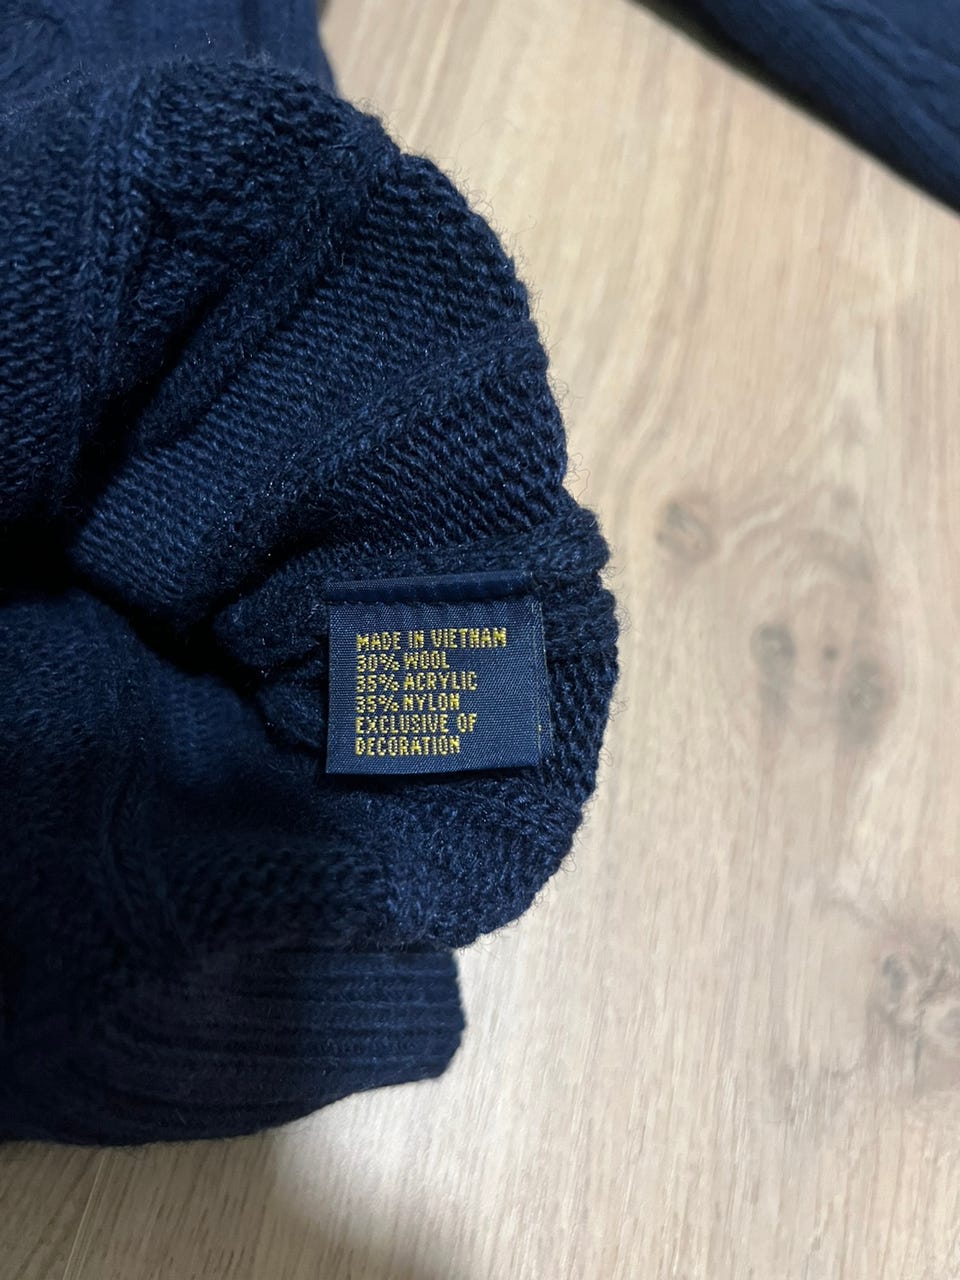 MADE IN VIETNAM
30% WOOL
35% ACRYLIC
35% NYLON
EXCLUSIVE OF
DECORATION